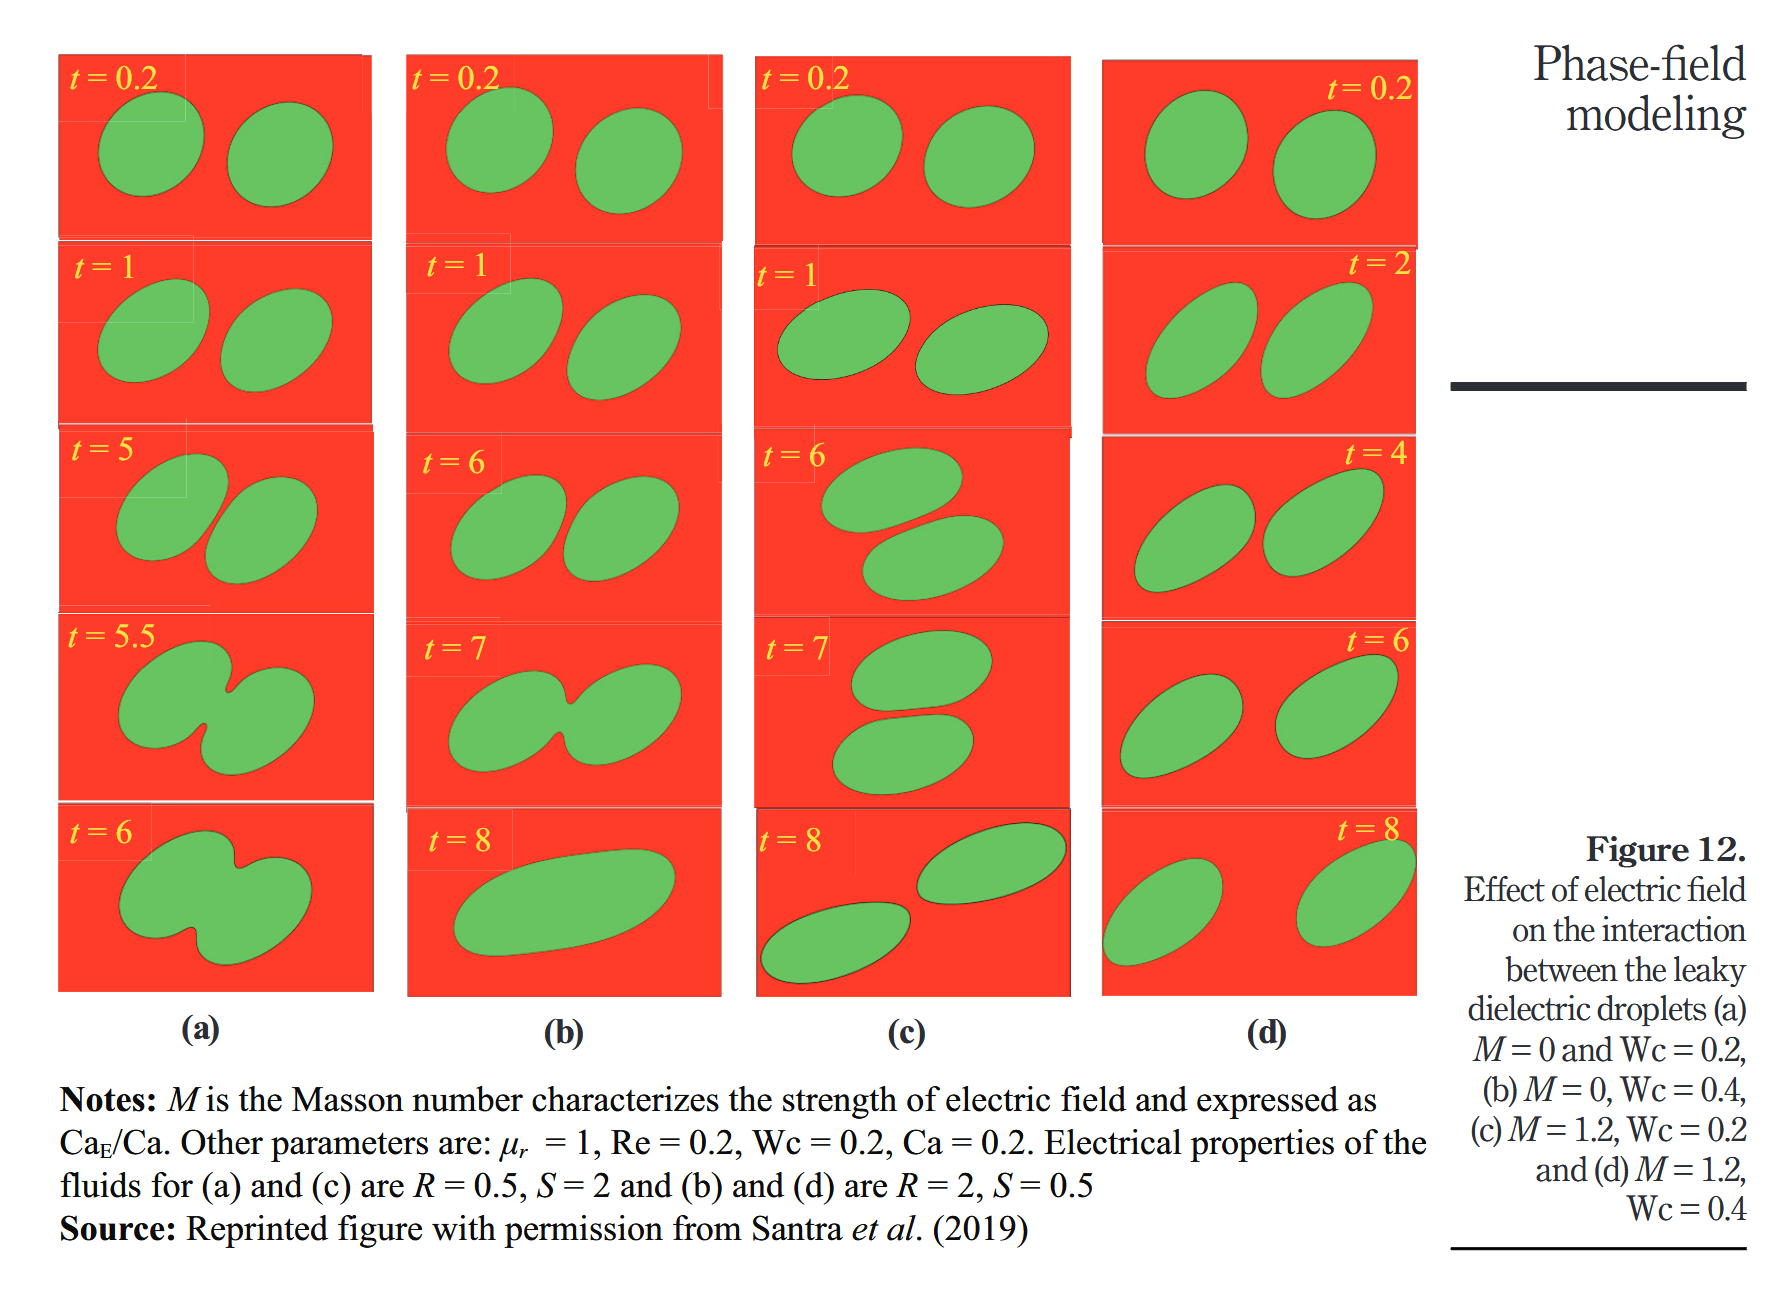 Phase-field
modeling
t = 0.2
t = 1
t = 5
t = 5.5
t = 6
(a)
t = 0.2
t = 1
t = 6
t = 7
t = 8
(b)
t = 0.2
t = 1
t = 6
t = 7
t = 8
(c)
t = 0.2
t = 2
t = 4
t = 6
t = 8
(d)
Notes: M is the Masson number characterizes the strength of electric field and expressed as
CaE/Ca. Other parameters are: μr = 1, Re = 0.2, Wc = 0.2, Ca = 0.2. Electrical properties of the
fluids for (a) and (c) are R = 0.5, S = 2 and (b) and (d) are R = 2, S = 0.5
Source: Reprinted figure with permission from Santra et al. (2019)
Figure 12.
Effect of electric field
on the interaction
between the leaky
dielectric droplets (a)
M = 0 and Wc = 0.2,
(b) M = 0, Wc = 0.4,
(c) M = 1.2, Wc = 0.2
and (d) M = 1.2,
Wc = 0.4